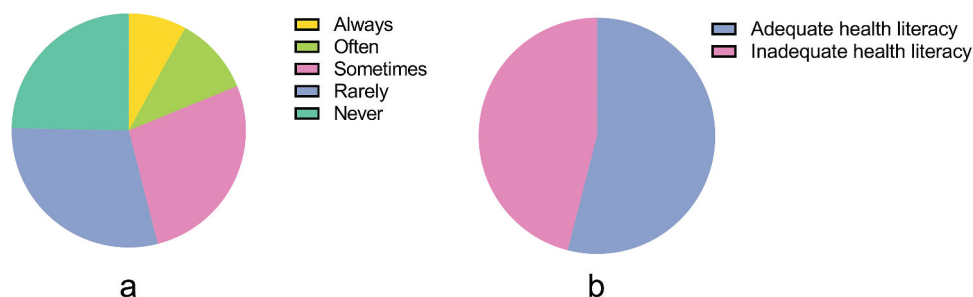 Always
Often
Sometimes
Rarely
Never
a
Adequate health literacy
Inadequate health literacy
b